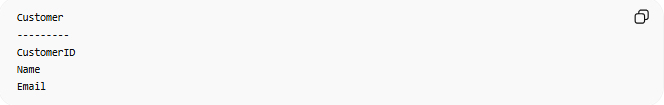 Customer
---------
CustomerID
Name
Email